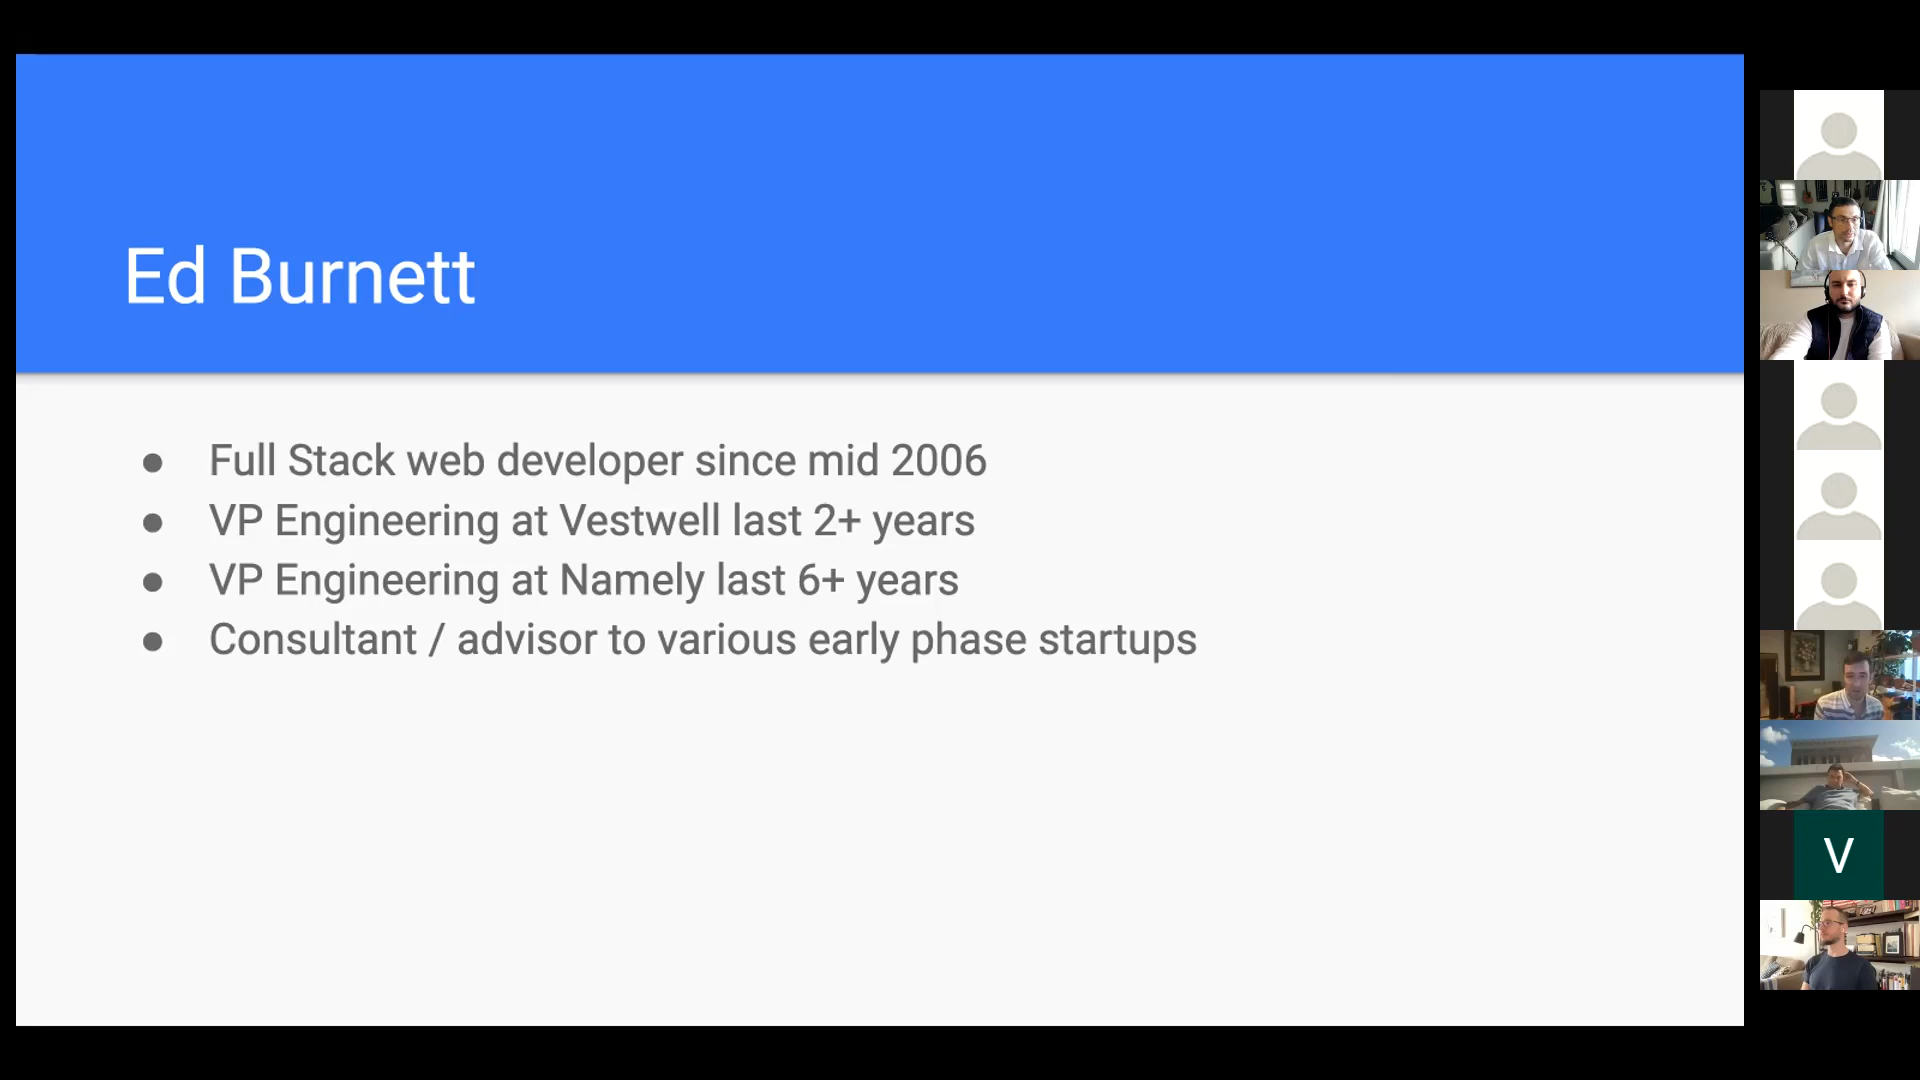 Ed Burnett
● Full Stack web developer since mid 2006
● VP Engineering at Vestwell last 2+ years
● VP Engineering at Namely last 6+ years
● Consultant / advisor to various early phase startups
V